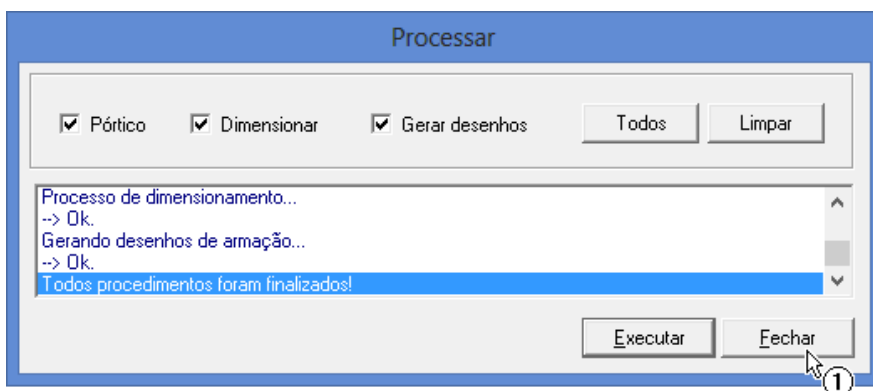 Processar
Pórtico Dimensionar Gerar desenhos Todos Limpar
Processo de dimensionamento...
--> Ok.
Gerando desenhos de armação...
--> Ok.
Todos procedimentos foram finalizados!
Executar Fechar
1